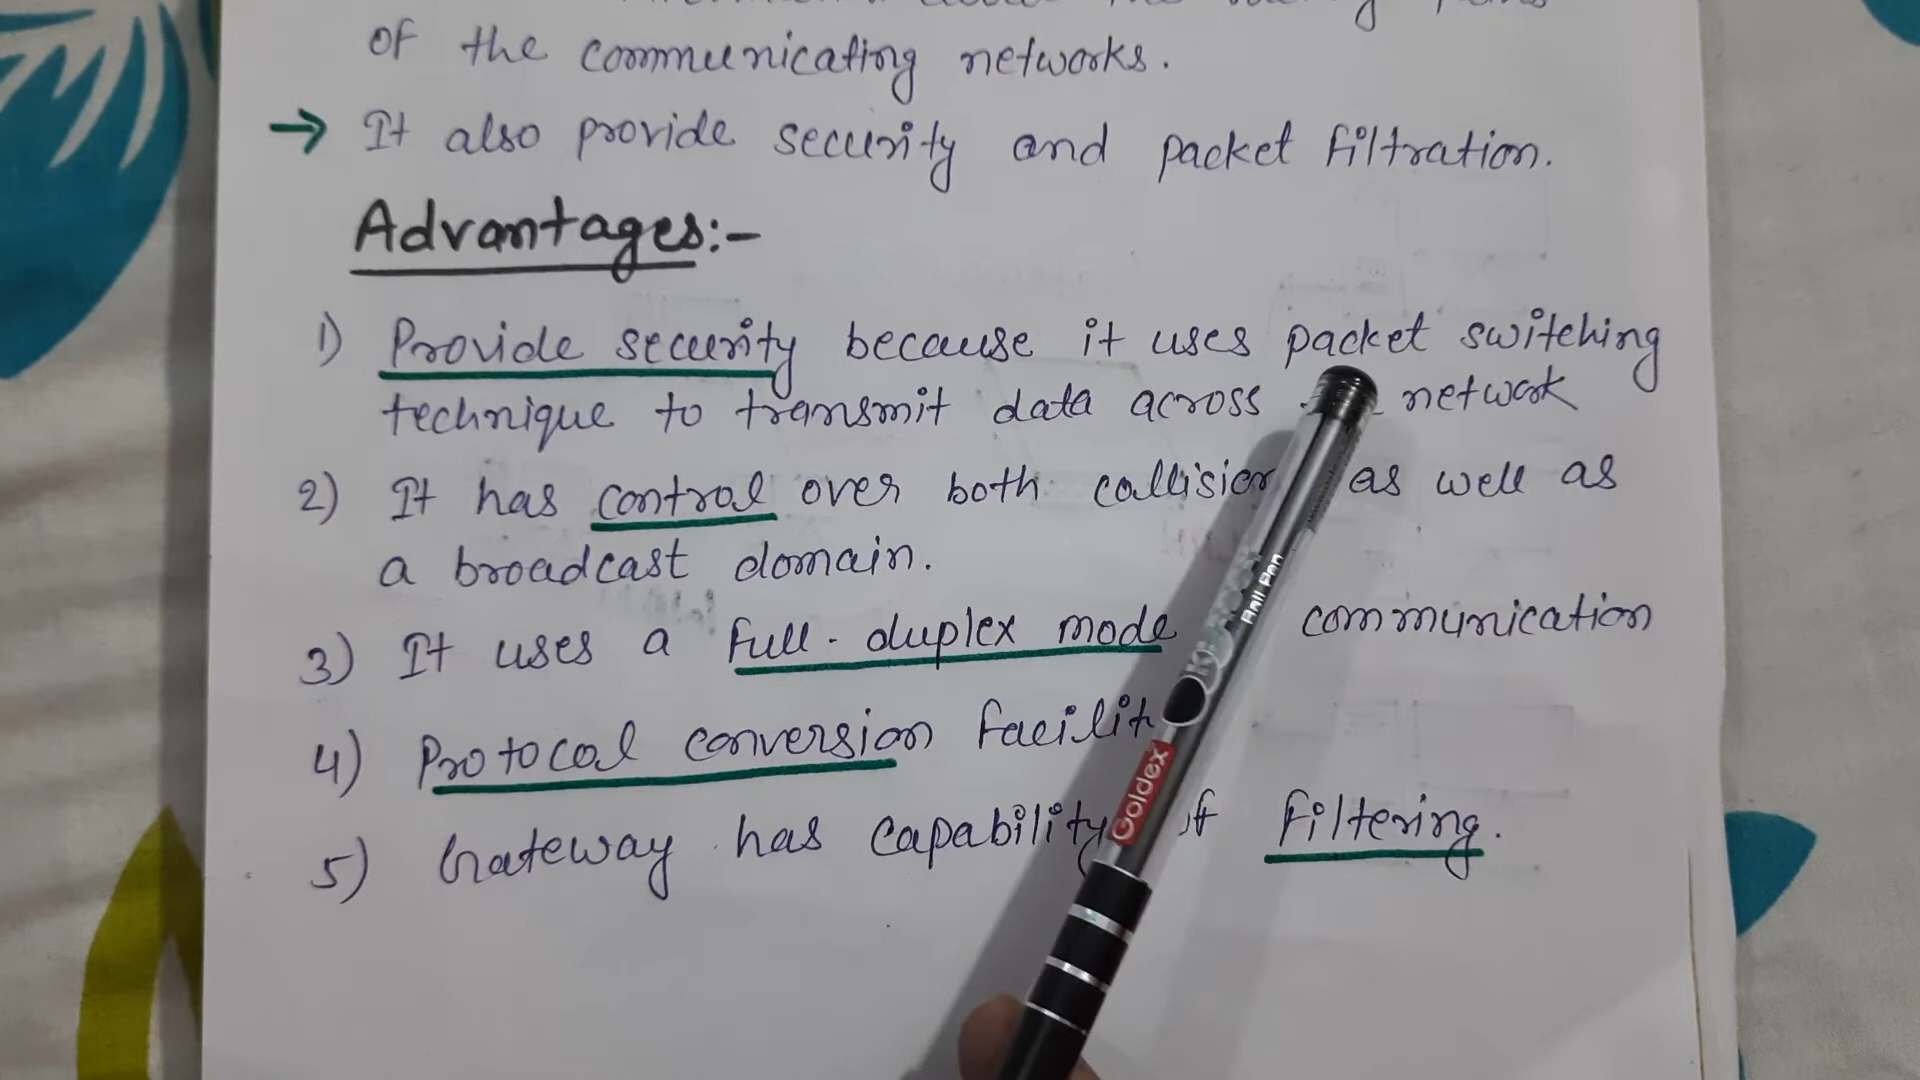 of the communicating networks.
→ It also provide security and packet filtration.
Advantages:-
1) Provide security because it uses packet switching
technique to transmit data across network
2) It has control over both collision as well as
a broadcast domain.
3) It uses a full-duplex mode communication
4) Protocol conversion
5) Gateway has capability of filtering.
Goldex
Ball Pen